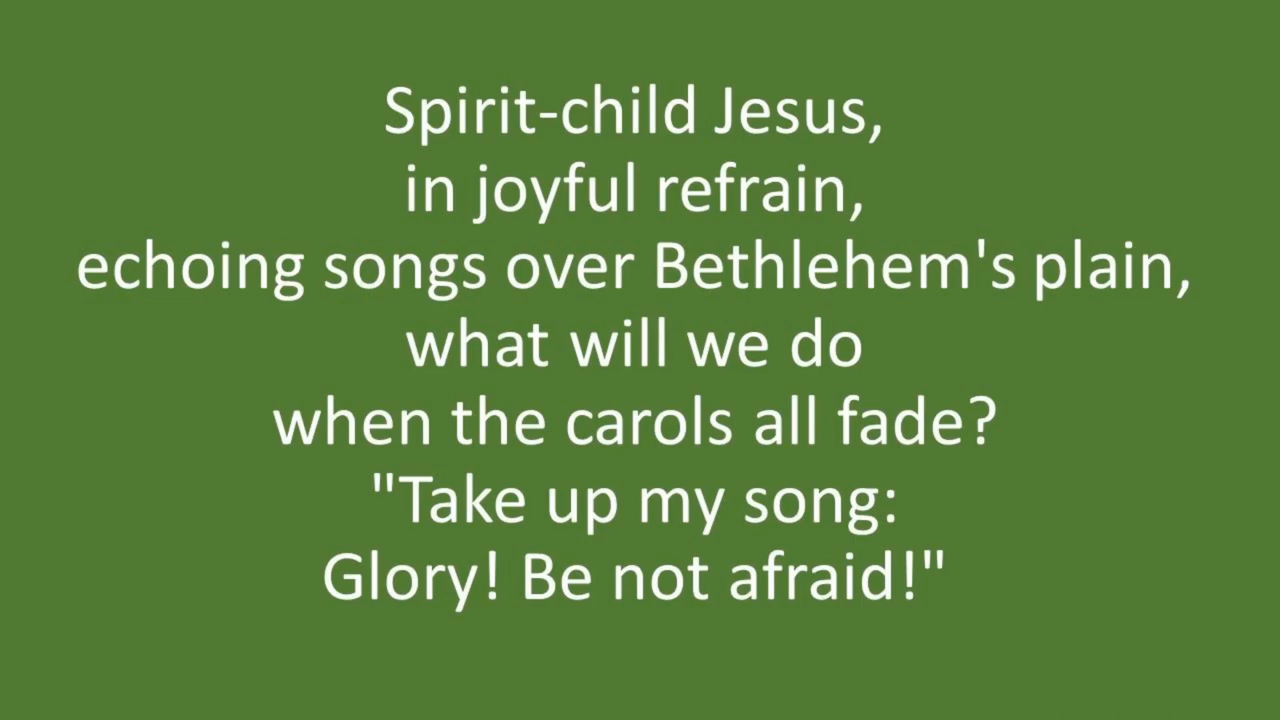 Spirit-child Jesus,
in joyful refrain,
echoing songs over Bethlehem's plain,
what will we do
when the carols all fade?
"Take up my song:
Glory! Be not afraid!"